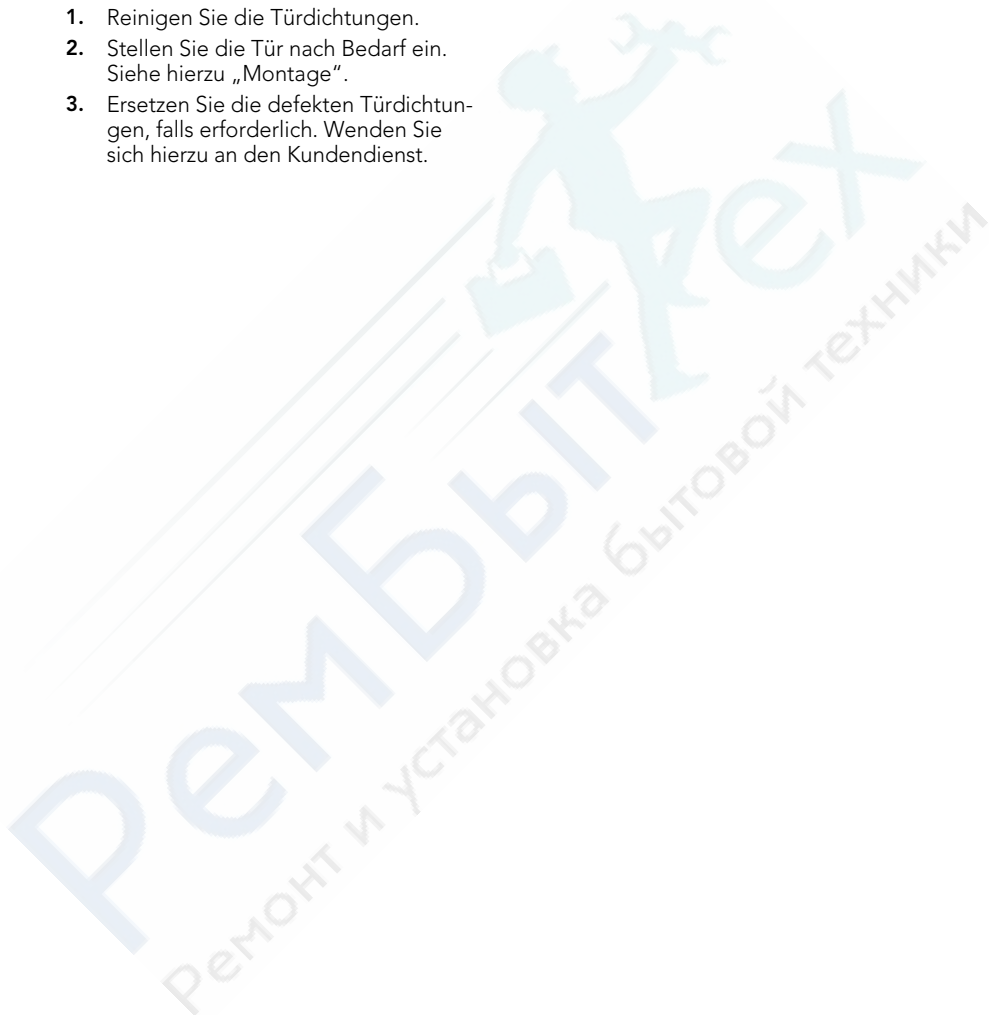 1. Reinigen Sie die Türdichtungen.
2. Stellen Sie die Tür nach Bedarf ein.
Siehe hierzu „Montage“.
3. Ersetzen Sie die defekten Türdichtun-
gen, falls erforderlich. Wenden Sie
sich hierzu an den Kundendienst.
РемБытТех
Ремонт и установка бытовой техники